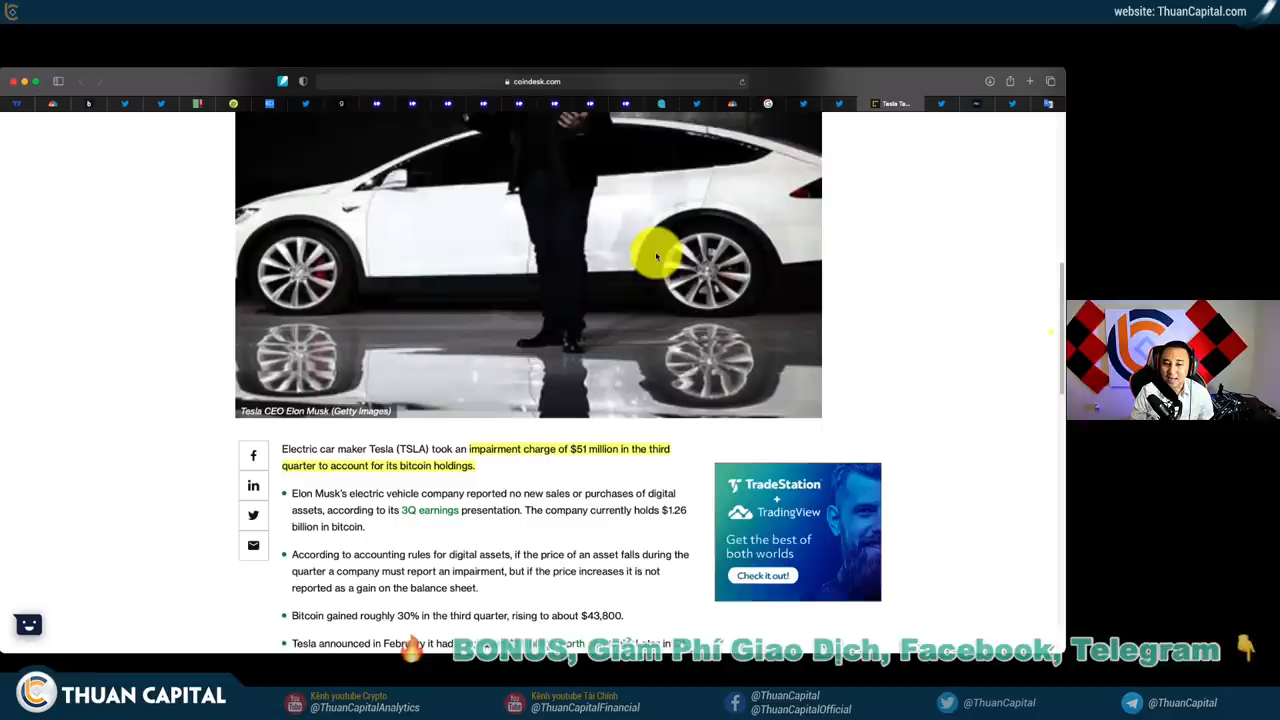 website: ThuanCapital.com
coindesk.com
Tesla Ta...
Tesla CEO Elon Musk (Getty Images)
Electric car maker Tesla (TSLA) took an impairment charge of $51 million in the third
quarter to account for its bitcoin holdings.
Elon Musk's electric vehicle company reported no new sales or purchases of digital
assets, according to its 3Q earnings presentation. The company currently holds $1.26
billion in bitcoin.
According to accounting rules for digital assets, if the price of an asset falls during the
quarter a company must report an impairment, but if the price increases it is not
reported as a gain on the balance sheet.
Bitcoin gained roughly 30% in the third quarter, rising to about $43,800.
Tesla announced in February it had
TradeStation
+
TradingView
Get the best of
both worlds
Check it out!
BONUS, Giảm Phí Giao Dịch, Facebook, Telegram
THUAN CAPITAL
Kênh youtube Crypto
@ThuanCapitalAnalytics
Kênh youtube Tài Chính
@ThuanCapitalFinancial
@ThuanCapital
@ThuanCapitalOfficial
@ThuanCapital
@ThuanCapital